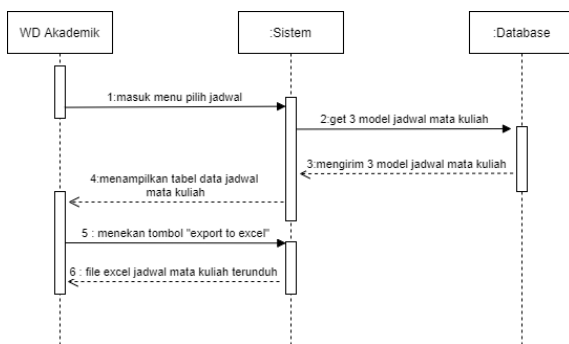 WD Akademik
:Sistem
:Database
1:masuk menu pilih jadwal
2:get 3 model jadwal mata kuliah
3:mengirim 3 model jadwal mata kuliah
4:menampilkan tabel data jadwal
mata kuliah
5 : menekan tombol "export to excel"
6 : file excel jadwal mata kuliah terunduh